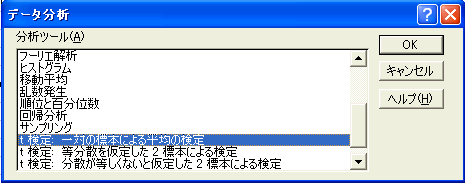 データ分析
分析ツール(A)
フーリエ解析
ヒストグラム
移動平均
乱数発生
順位と百分位数
回帰分析
サンプリング
t 検定: 一対の標本による平均の検定
t 検定: 等分散を仮定した 2 標本による検定
t 検定: 分散が等しくないと仮定した 2 標本による検定
OK
キャンセル
ヘルプ(H)